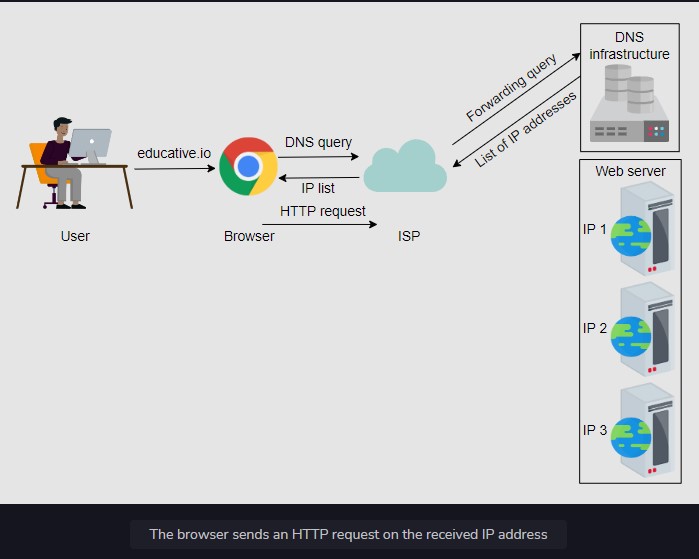 DNS
infrastructure
Forwarding query
List of IP addresses
educative.io
DNS query
IP list
HTTP request
User
Browser
ISP
Web server
IP 1
IP 2
IP 3
The browser sends an HTTP request on the received IP address